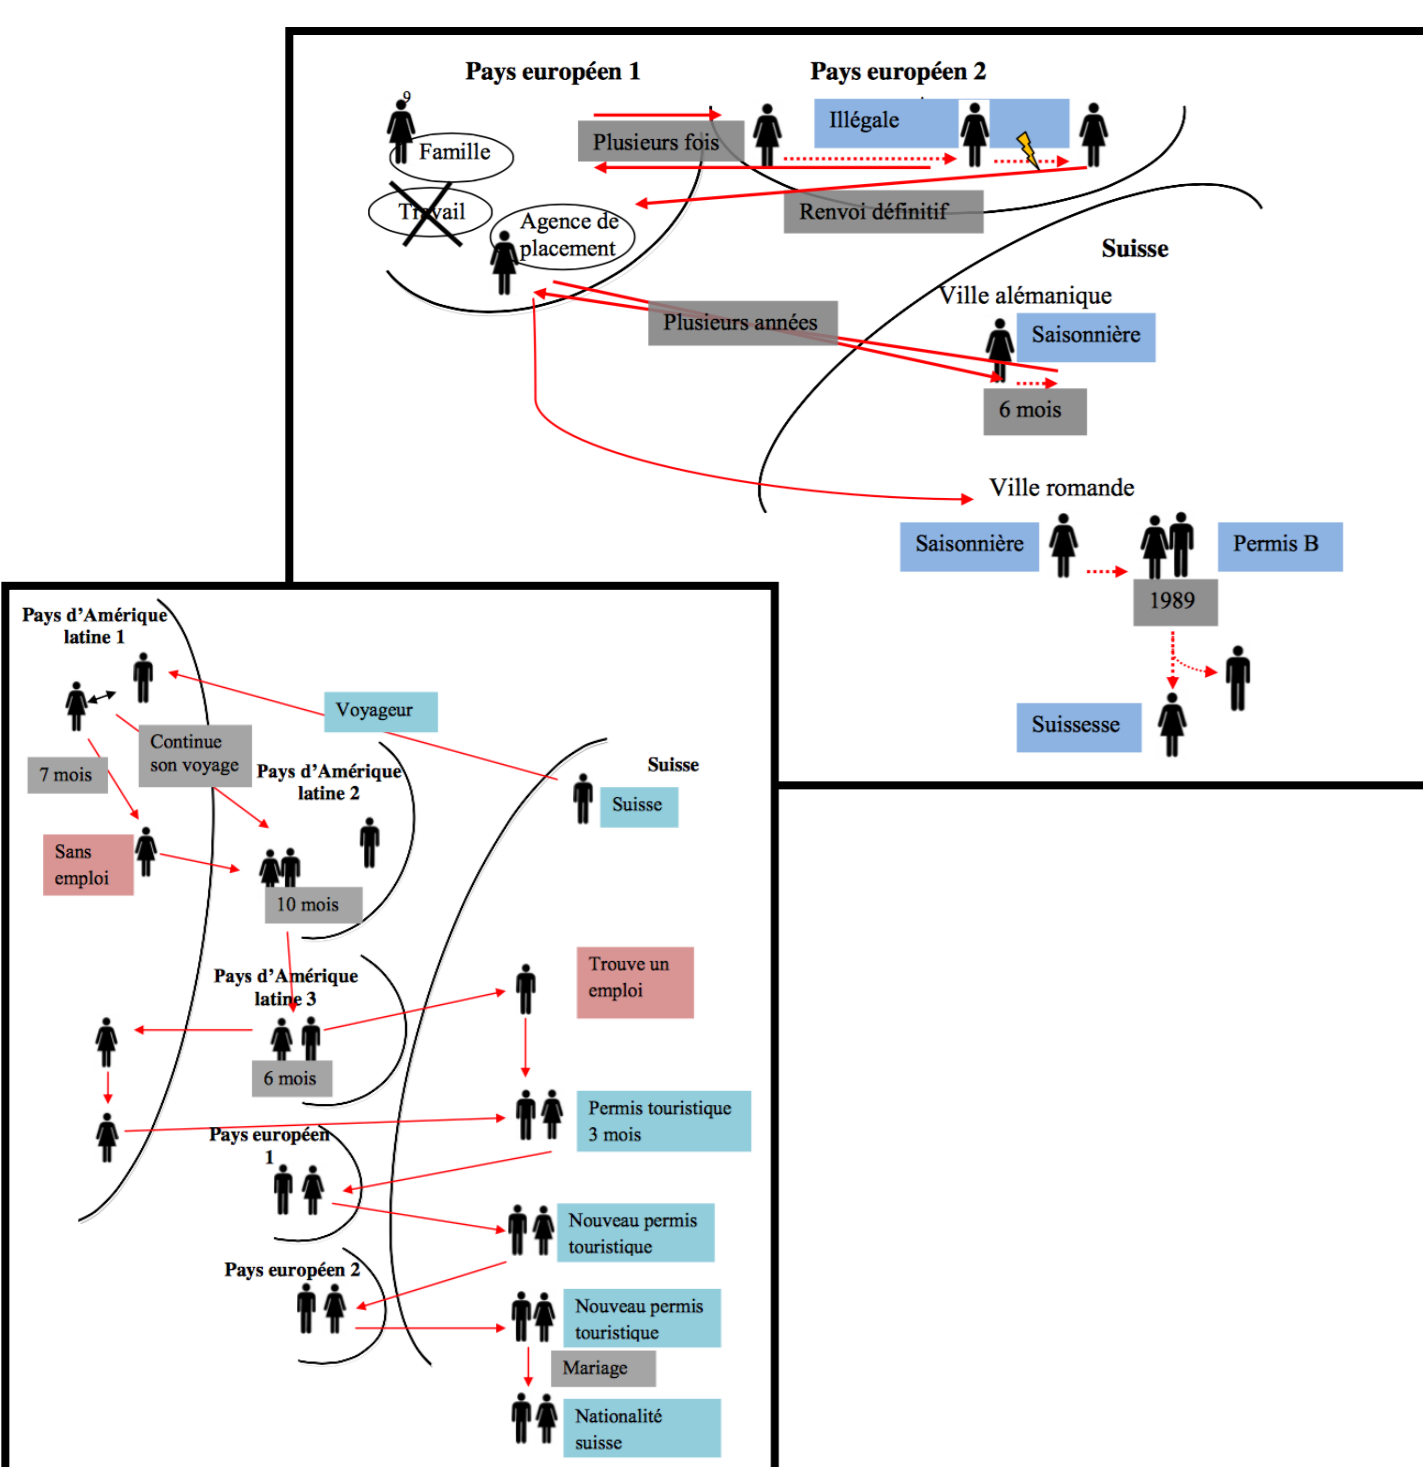 Pays européen 1
Pays européen 2
9
Famille
Plusieurs fois
Illégale
Travail
Agence de
placement
Renvoi définitif
Suisse
Ville alémanique
Plusieurs années
Saisonnière
6 mois
Ville romande
Saisonnière
Permis B
1989
Suissesse
Pays d’Amérique
latine 1
Voyageur
Continue
son voyage
7 mois
Pays d’Amérique
latine 2
Suisse
Suisse
Sans
emploi
10 mois
Pays d’Amérique
latine 3
Trouve un
emploi
6 mois
Permis touristique
3 mois
Pays européen
1
Nouveau permis
touristique
Pays européen 2
Nouveau permis
touristique
Mariage
Nationalité
suisse